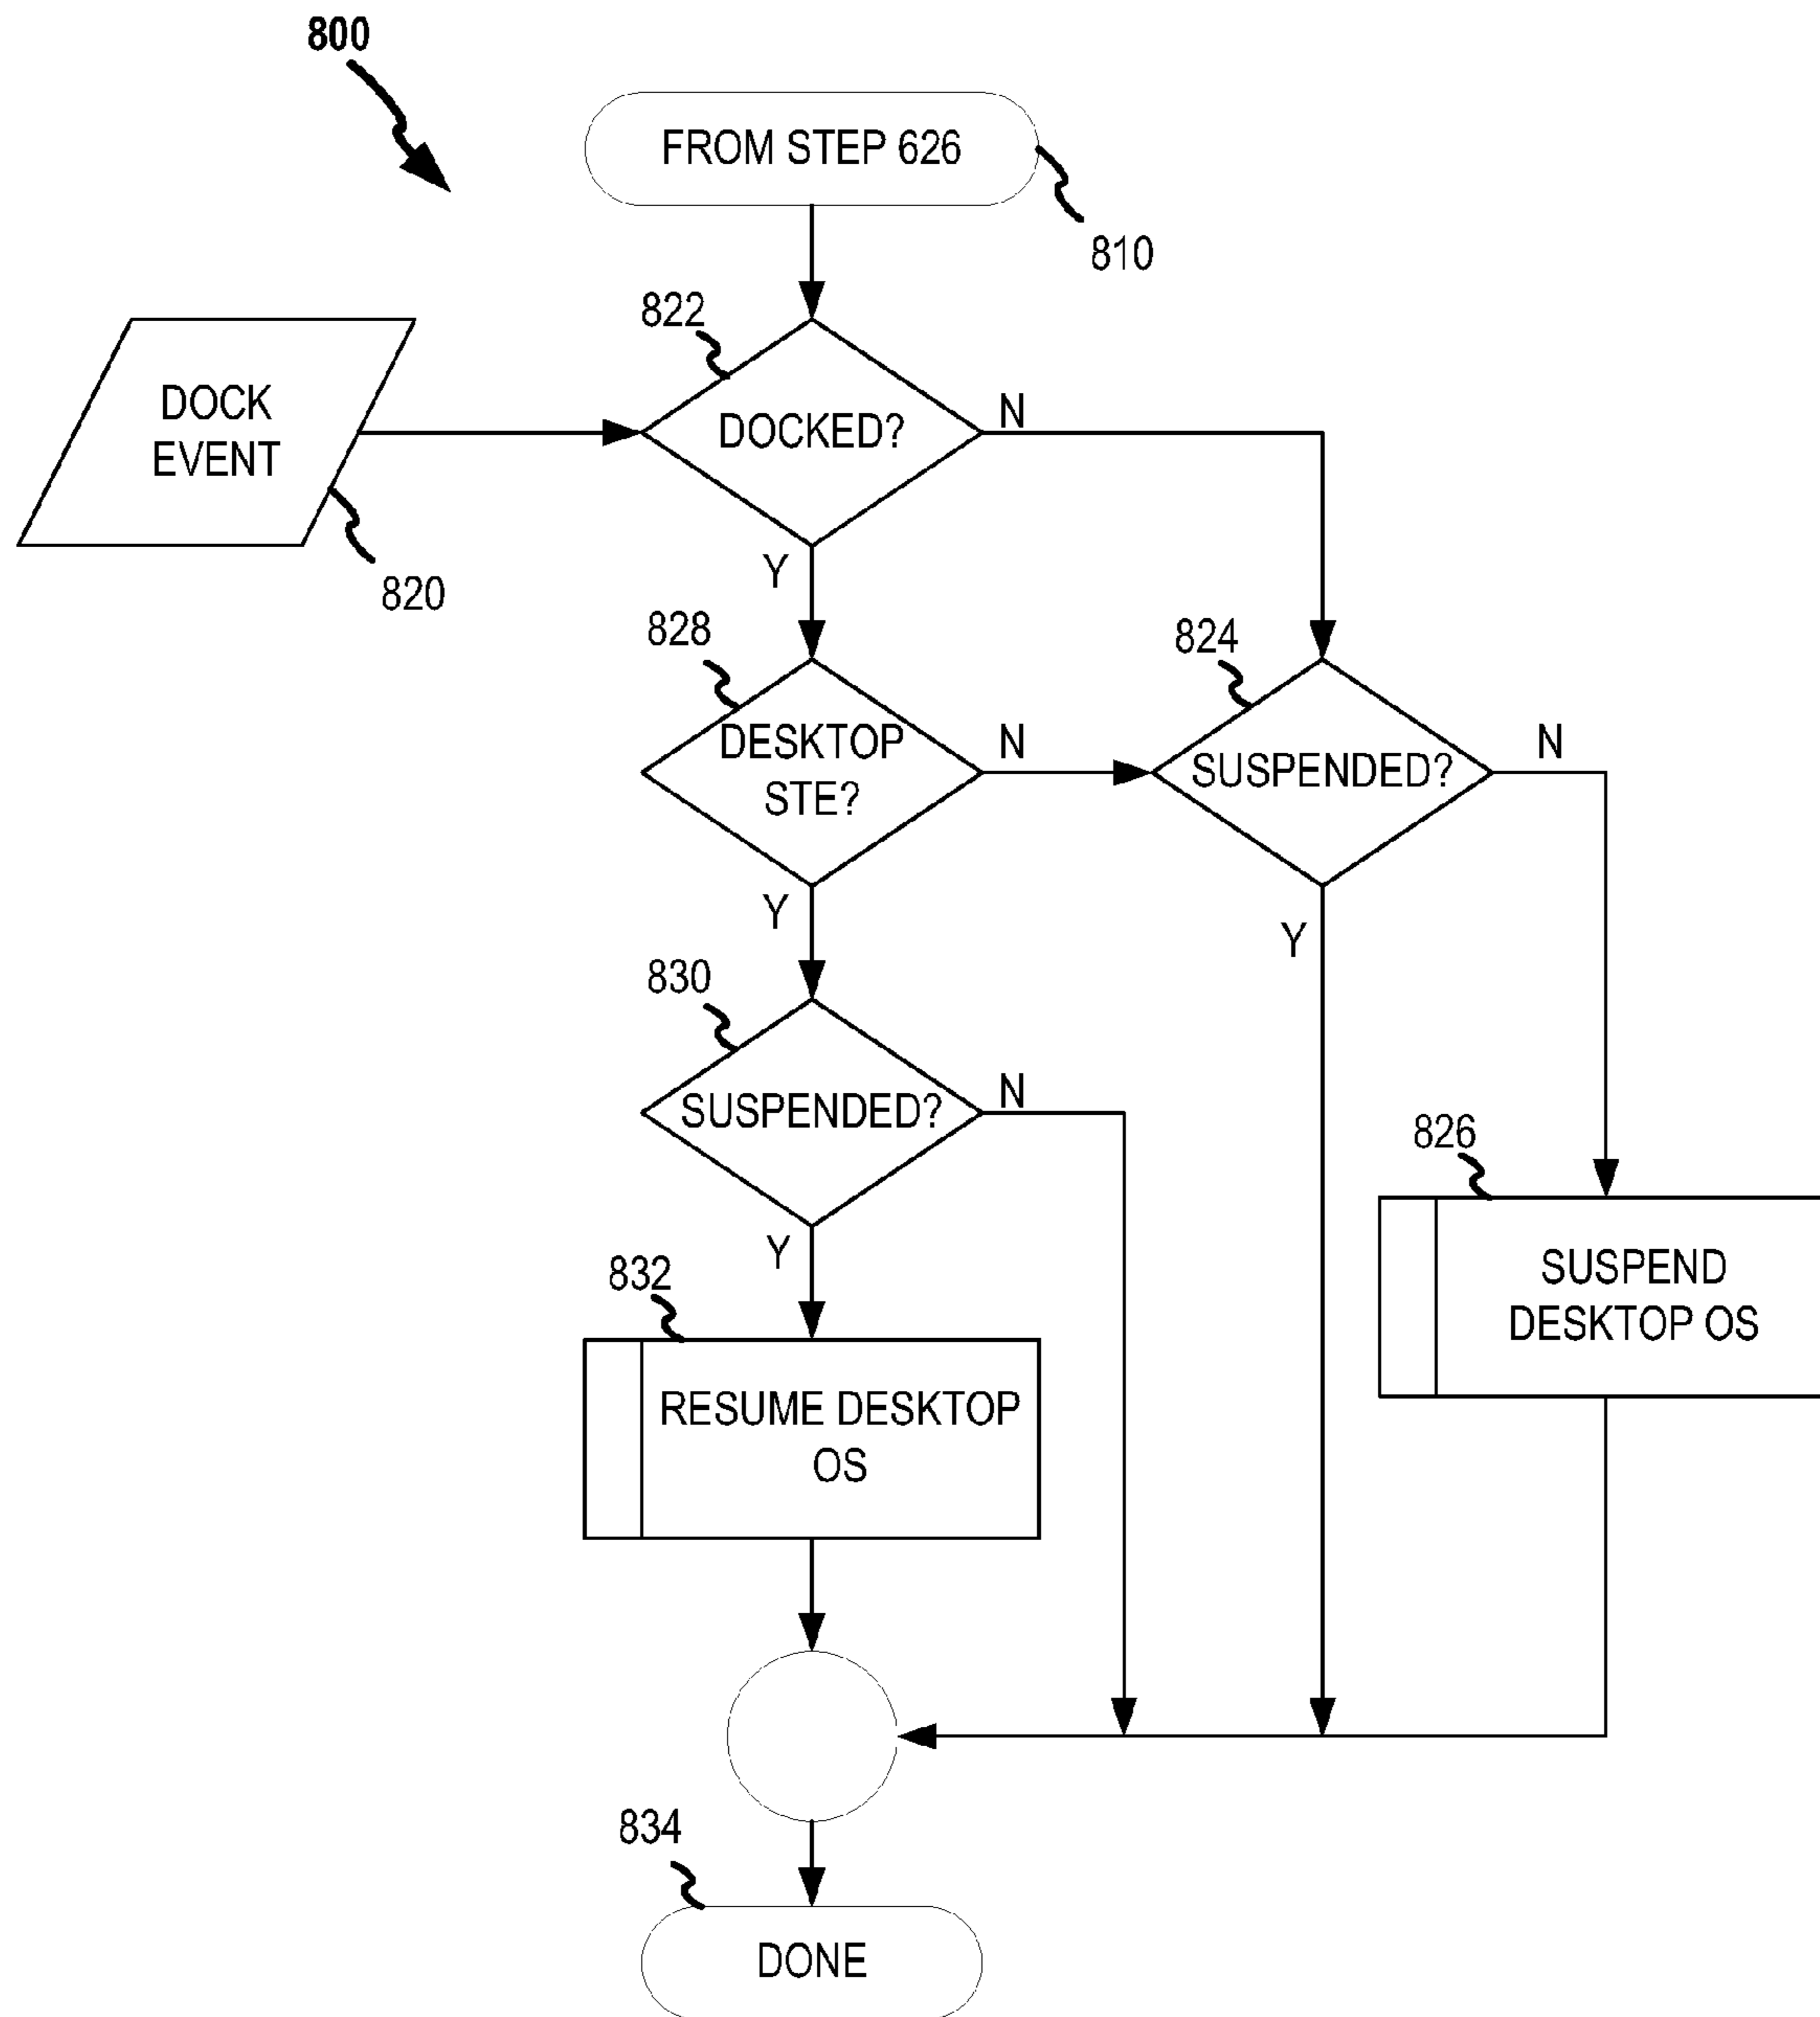 800
FROM STEP 626
810
822
DOCK
EVENT
DOCKED?
N
820
Y
828
824
DESKTOP
STE?
N
SUSPENDED?
N
Y
Y
830
SUSPENDED?
N
826
Y
832
SUSPEND
DESKTOP OS
RESUME DESKTOP
OS
834
DONE